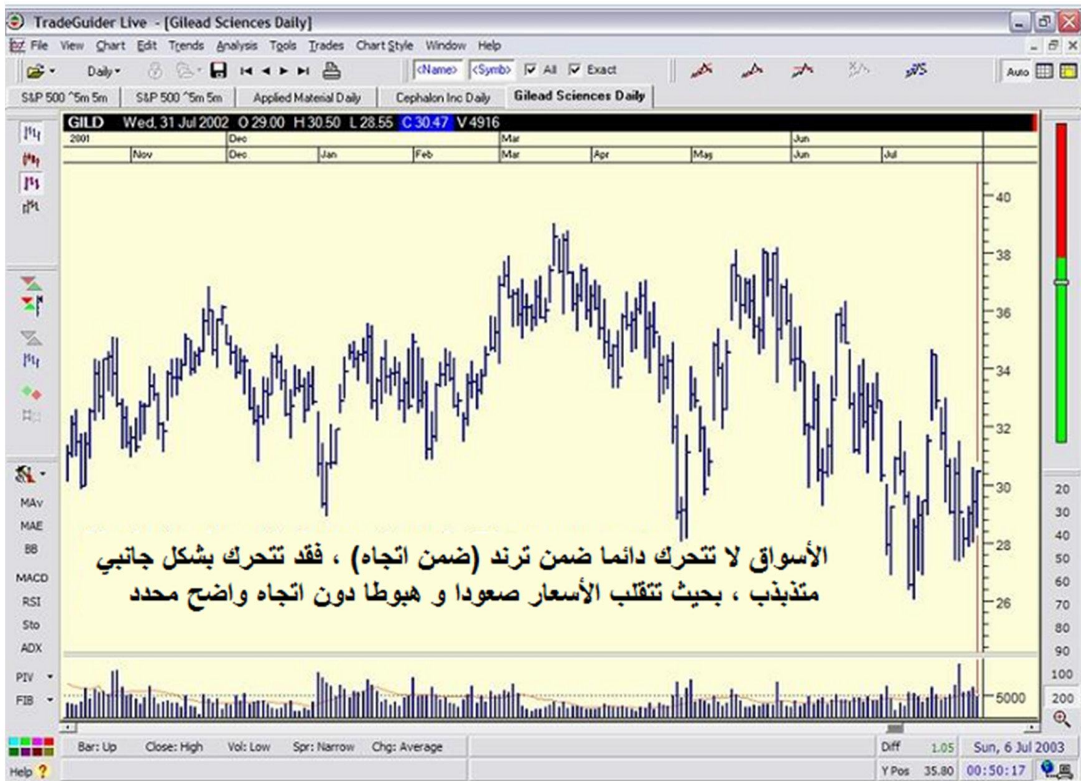 TradeGuider Live - [Gilead Sciences Daily]
File View Chart Edit Trends Analysis Tools Trades Chart Style Window Help
Daily <Name> <Symb> All Exact Auto
S&P 500 ^5m 5m S&P 500 ^5m 5m Applied Material Daily Cephalon Inc Daily Gilead Sciences Daily
GILD Wed, 31 Jul 2002 O 29.00 H 30.50 L 28.55 C 30.47 V 4916
2001 Dec Mar Jun
Nov Dec Jan Feb Mar Apr May Jun Jul
40
38
36
34
32
30
28
26
5000
MAv
MAE
BB
MACD
RSI
Sto
ADX
PIV
FIB
20
30
40
50
60
70
80
90
100
200
الأسواق لا تتحرك دائما ضمن ترند (ضمن اتجاه) ، فقد تتحرك بشكل جانبي
متذبذب ، بحيث تتقلب الأسعار صعودا و هبوطا دون اتجاه واضح محدد
Bar: Up Close: High Vol: Low Spr: Narrow Chg: Average Diff 1.05 Sun, 6 Jul 2003
Help ? Y Pos 35.80 00:50:17